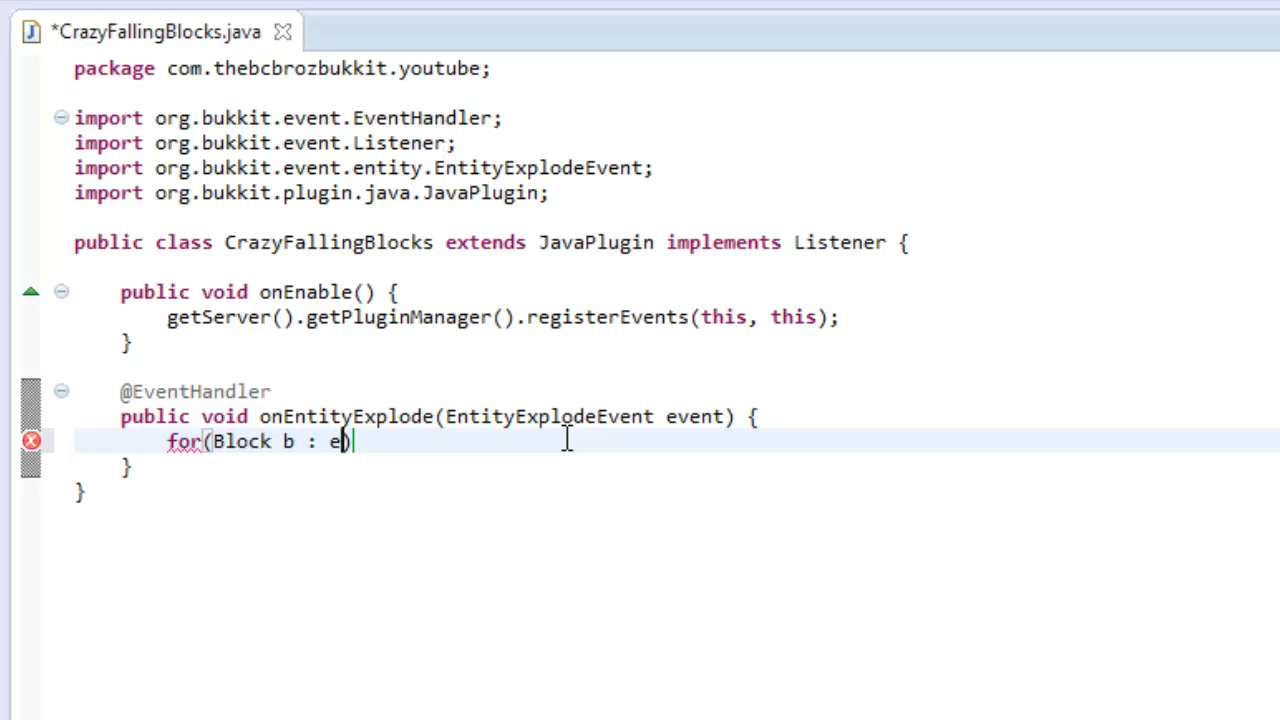 *CrazyFallingBlocks.java
package com.thebcbrozbukkit.youtube;
import org.bukkit.event.EventHandler;
import org.bukkit.event.Listener;
import org.bukkit.event.entity.EntityExplodeEvent;
import org.bukkit.plugin.java.JavaPlugin;
public class CrazyFallingBlocks extends JavaPlugin implements Listener {
public void onEnable() {
getServer().getPluginManager().registerEvents(this, this);
}
@EventHandler
public void onEntityExplode(EntityExplodeEvent event) {
for(Block b : e)
}
}